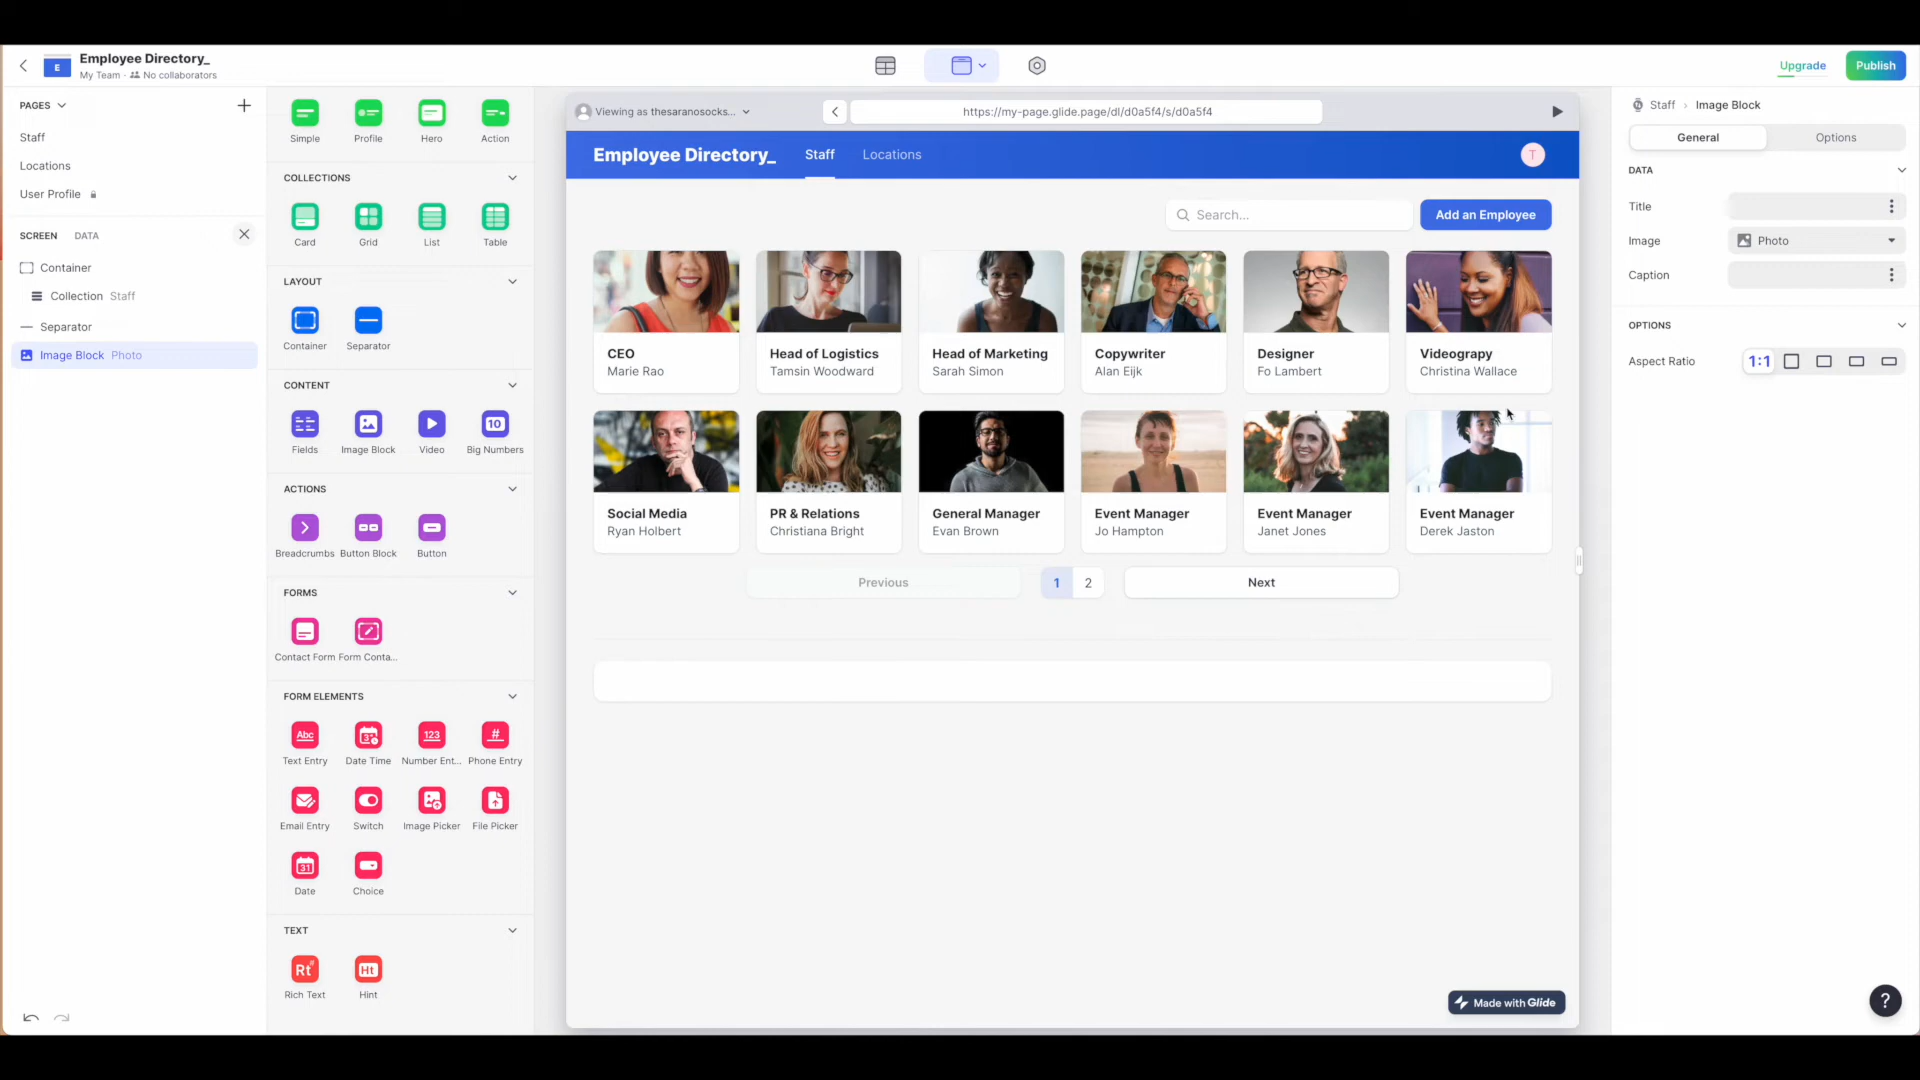 Employee Directory_
My Team - No collaborators
E
Upgrade
Publish
PAGES
Staff
Locations
User Profile
SCREEN
DATA
Container
Collection Staff
Separator
Image Block Photo
Simple
Profile
Hero
Action
COLLECTIONS
Card
Grid
List
Table
LAYOUT
Container
Separator
CONTENT
10
Fields
Image Block
Video
Big Numbers
ACTIONS
Breadcrumbs
Button Block
Button
FORMS
Contact Form
Form Conta...
FORM ELEMENTS
Abc
123
#
Text Entry
Date Time
Number Ent...
Phone Entry
Email Entry
Switch
Image Picker
File Picker
31
Date
Choice
TEXT
Rt
Ht
Rich Text
Hint
Viewing as thesaranosocks...
https://my-page.glide.page/dl/d0a5f4/s/d0a5f4
Employee Directory_
Staff
Locations
T
Search...
Add an Employee
CEO
Marie Rao
Head of Logistics
Tamsin Woodward
Head of Marketing
Sarah Simon
Copywriter
Alan Eijk
Designer
Fo Lambert
Videograpy
Christina Wallace
Social Media
Ryan Holbert
PR & Relations
Christiana Bright
General Manager
Evan Brown
Event Manager
Jo Hampton
Event Manager
Janet Jones
Event Manager
Derek Jaston
Previous
1
2
Next
Made with Glide
Staff › Image Block
General
Options
DATA
Title
Image
Photo
Caption
OPTIONS
Aspect Ratio
1:1
?